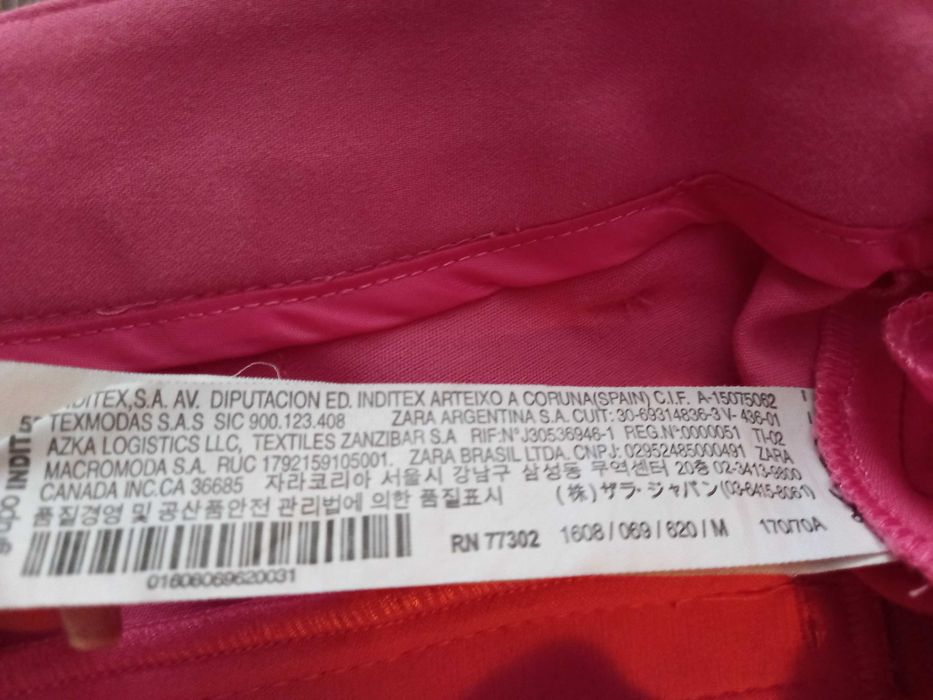 INDITEX,S.A. AV. DIPUTACION ED. INDITEX ARTEIXO A CORUNA(SPAIN) C.I.F. A-15075062
TEXMODAS S.A.S SIC 900.123.408 ZARA ARGENTINA S.A. CUIT: 30-69314836-3 V- 436-01
AZKA LOGISTICS LLC, TEXTILES ZANZIBAR S.A RIF:N°J30536946-1 REG.N°:0000051 TI-02
MACROMODA S.A. RUC 1792159105001. ZARA BRASIL LTDA. CNPJ: 02952485000491 ZARA
CANADA INC.CA 36685 자라코리아 서울시 강남구 삼성동 무역센터 20층 02-3413-9800
품질경영 및 공산품안전 관리법에 의한 품질표시 (株) ザラ・ジャパン (03-6415-8061)
grupo INDIT
RN 77302 1608 / 069 / 620 / M 170/70A
01608069620031